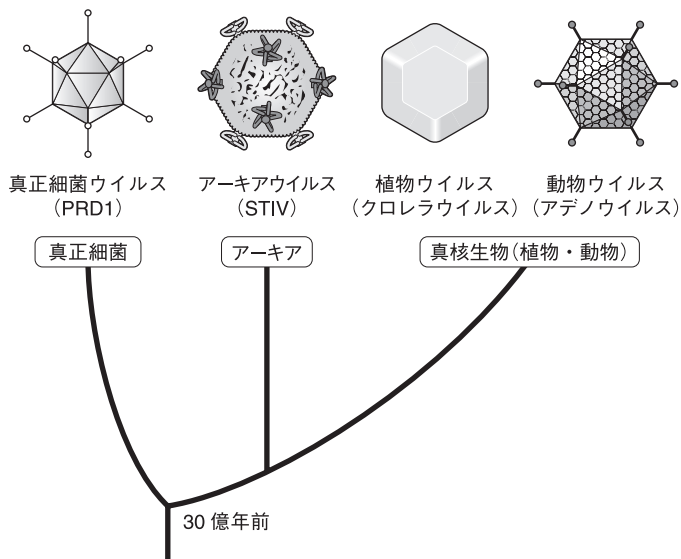 真正細菌ウイルス
(PRD1)
アーキアウイルス
(STIV)
植物ウイルス
(クロレラウイルス)
動物ウイルス
(アデノウイルス)
真正細菌
アーキア
真核生物(植物・動物)
30億年前